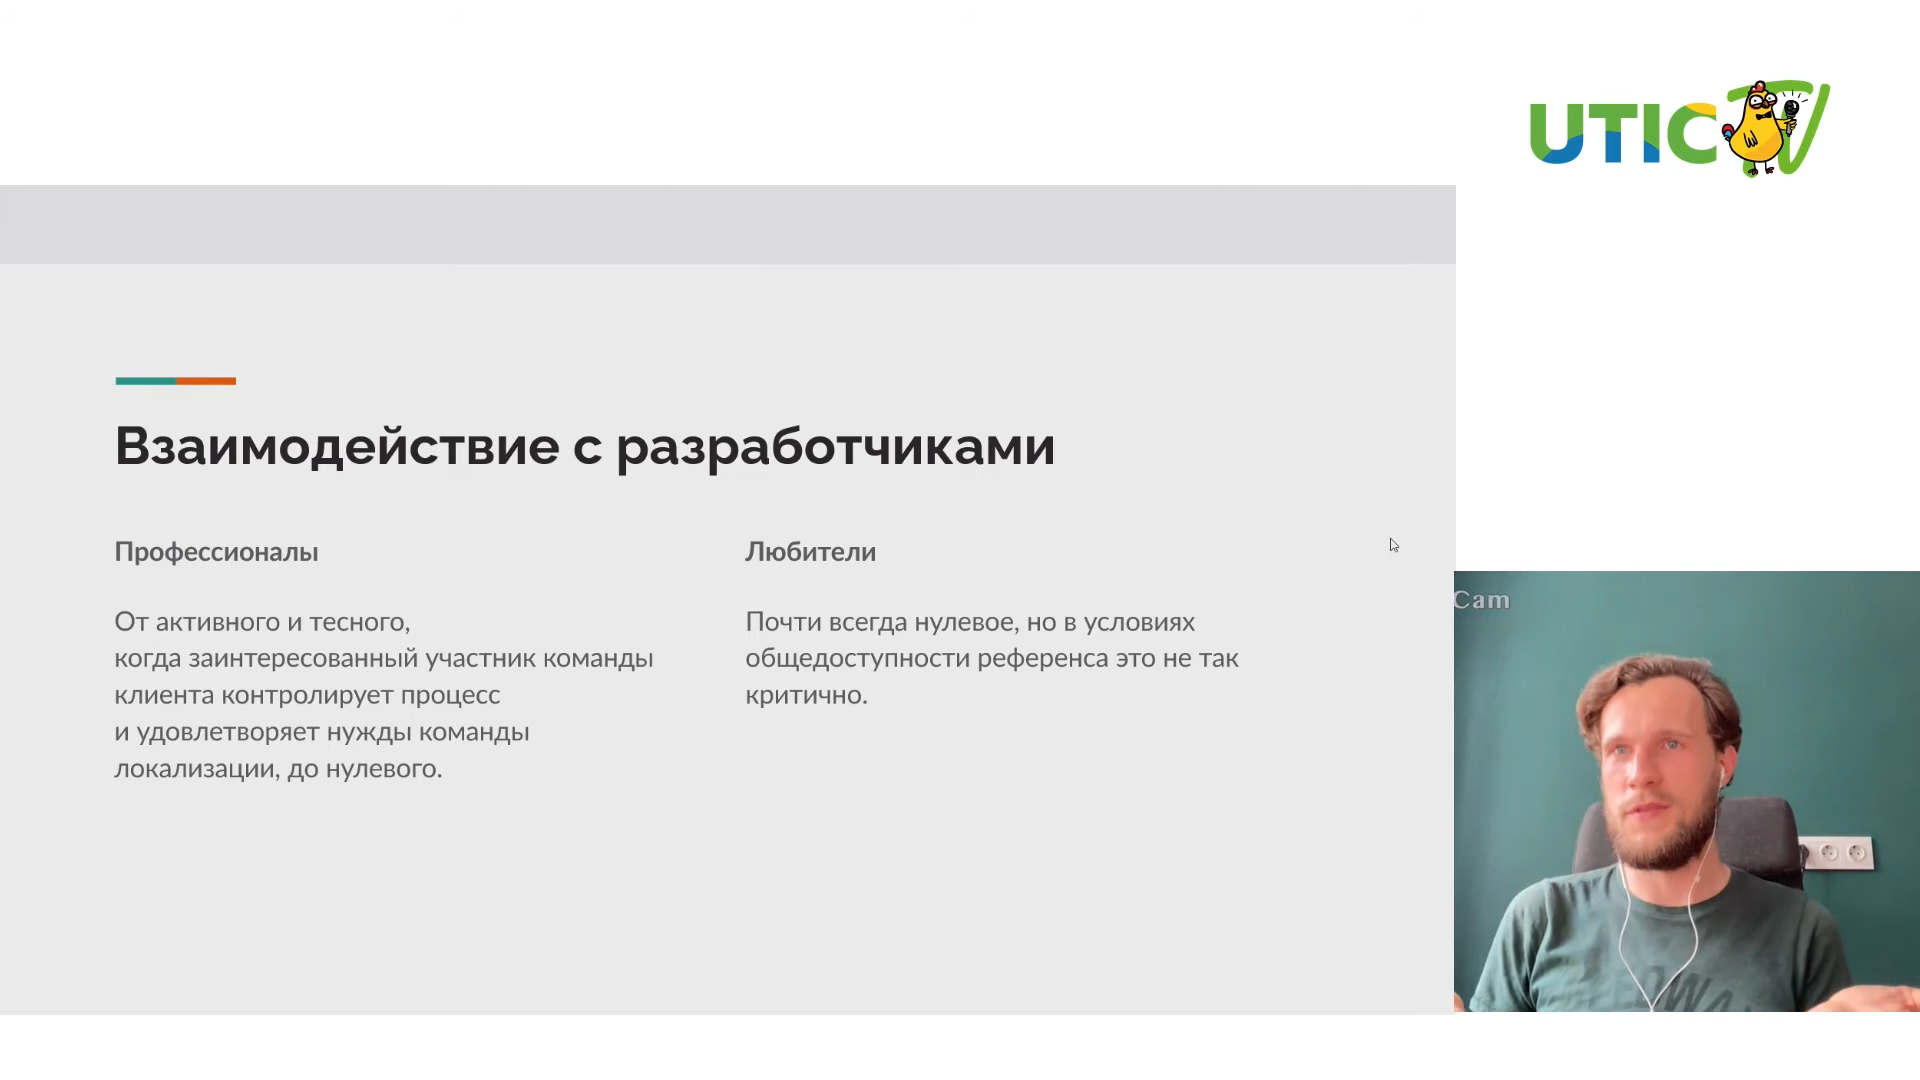 UTIC TV
Взаимодействие с разработчиками
Профессионалы
От активного и тесного,
когда заинтересованный участник команды
клиента контролирует процесс
и удовлетворяет нужды команды
локализации, до нулевого.
Любители
Почти всегда нулевое, но в условиях
общедоступности референса это не так
критично.
Cam